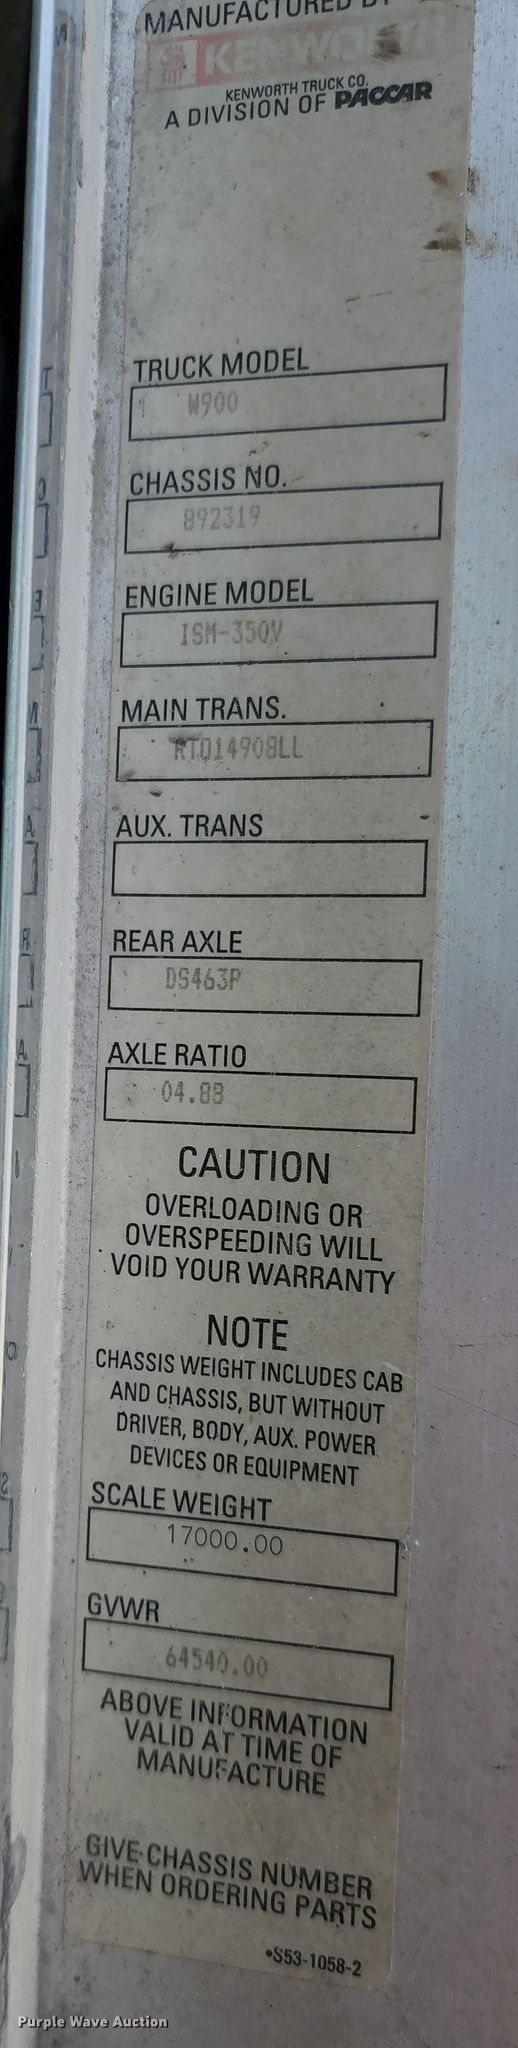 MANUFACTURED BY
KENWORTH
KENWORTH TRUCK CO.
A DIVISION OF PACCAR
TRUCK MODEL
W900
CHASSIS NO.
892319
ENGINE MODEL
ISM-350V
MAIN TRANS.
RTO14908LL
AUX. TRANS
REAR AXLE
DS463P
AXLE RATIO
04.88
CAUTION
OVERLOADING OR
OVERSPEEDING WILL
VOID YOUR WARRANTY
NOTE
CHASSIS WEIGHT INCLUDES CAB
AND CHASSIS, BUT WITHOUT
DRIVER, BODY, AUX. POWER
DEVICES OR EQUIPMENT
SCALE WEIGHT
17000.00
GVWR
64540.00
ABOVE INFORMATION
VALID AT TIME OF
MANUFACTURE
GIVE CHASSIS NUMBER
WHEN ORDERING PARTS
•S53-1058-2
Purple Wave Auction